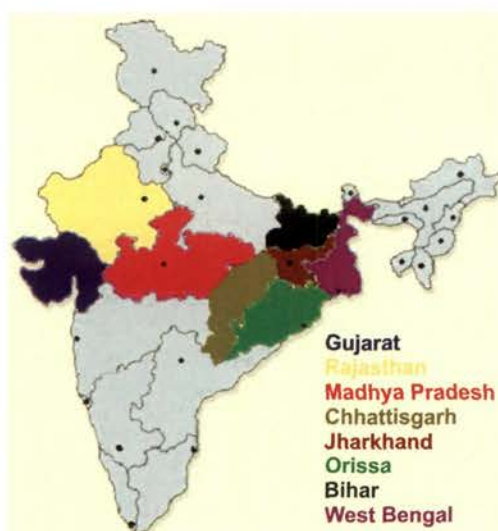 Gujarat
Rajasthan
Madhya Pradesh
Chhattisgarh
Jharkhand
Orissa
Bihar
West Bengal